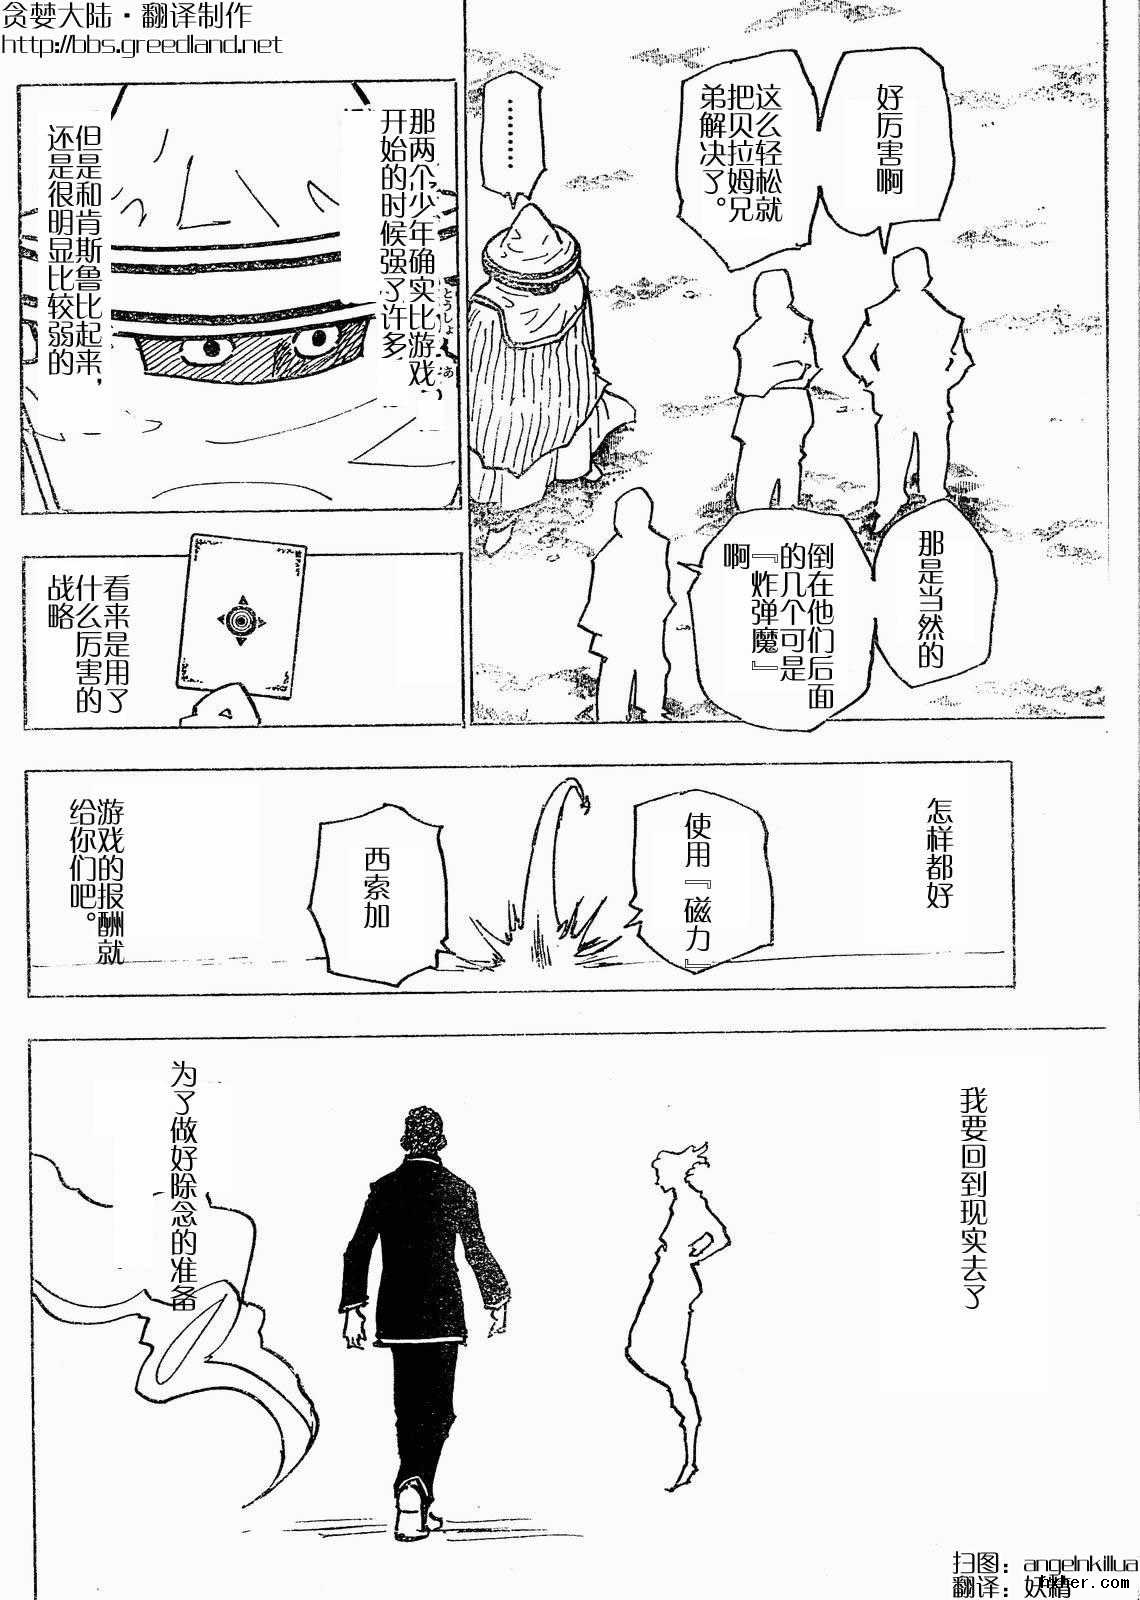 贪婪大陆·翻译制作
http://bbs.greedland.net
好厉害啊
这么轻松就
把贝拉姆兄
弟解决了。
………
那是当然的
倒在他们后面
的几个可是
『炸弹魔』
啊
那两个少年确实比游戏
开始的时候强了许多
但是和肯斯鲁比起来，
还是很明显比较弱的
看来是用了
什么厉害的
战略
怎样都好
使用『磁力』
西索加
游戏的报酬就
给你们吧。
我要回到现实去了
为了做好除念的准备
扫图：angelnkillua
翻译：妖精
hxher.com